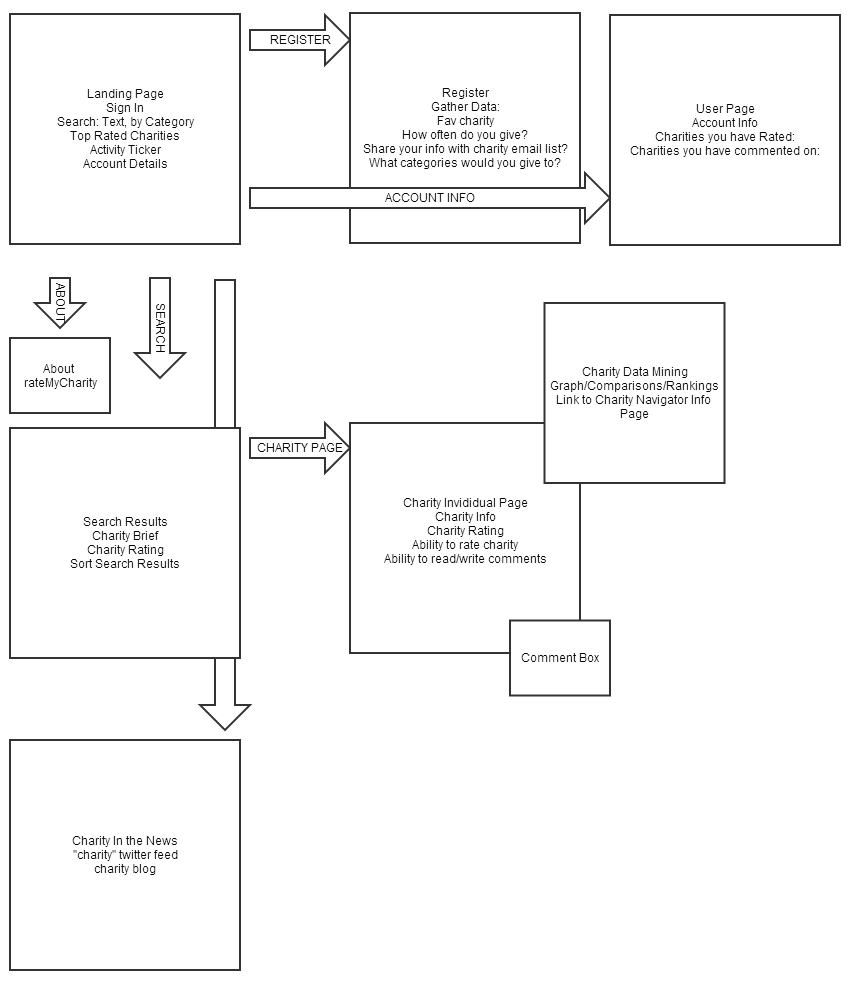 Landing Page
Sign In
Search: Text, by Category
Top Rated Charities
Activity Ticker
Account Details
REGISTER
Register
Gather Data:
Fav charity
How often do you give?
Share your info with charity email list?
What categories would you give to?
User Page
Account Info
Charities you have Rated:
Charities you have commented on:
ACCOUNT INFO
ABOUT
SEARCH
About
rateMyCharity
Charity Data Mining
Graph/Comparisons/Rankings
Link to Charity Navigator Info
Page
CHARITY PAGE
Search Results
Charity Brief
Charity Rating
Sort Search Results
Charity Invididual Page
Charity Info
Charity Rating
Ability to rate charity
Ability to read/write comments
Comment Box
Charity In the News
"charity" twitter feed
charity blog